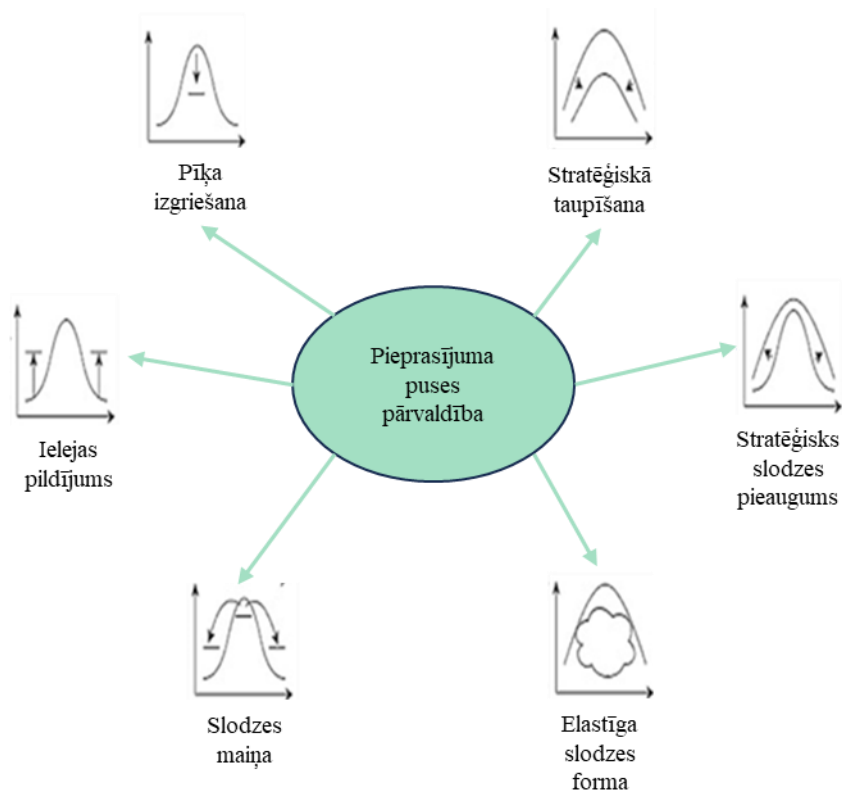 Pīķa
izgriešana
Stratēģiskā
taupīšana
Pieprasījuma
puses
pārvaldība
Ielejas
pildījums
Stratēģisks
slodzes
pieaugums
Slodzes
maiņa
Elastīga
slodzes
forma